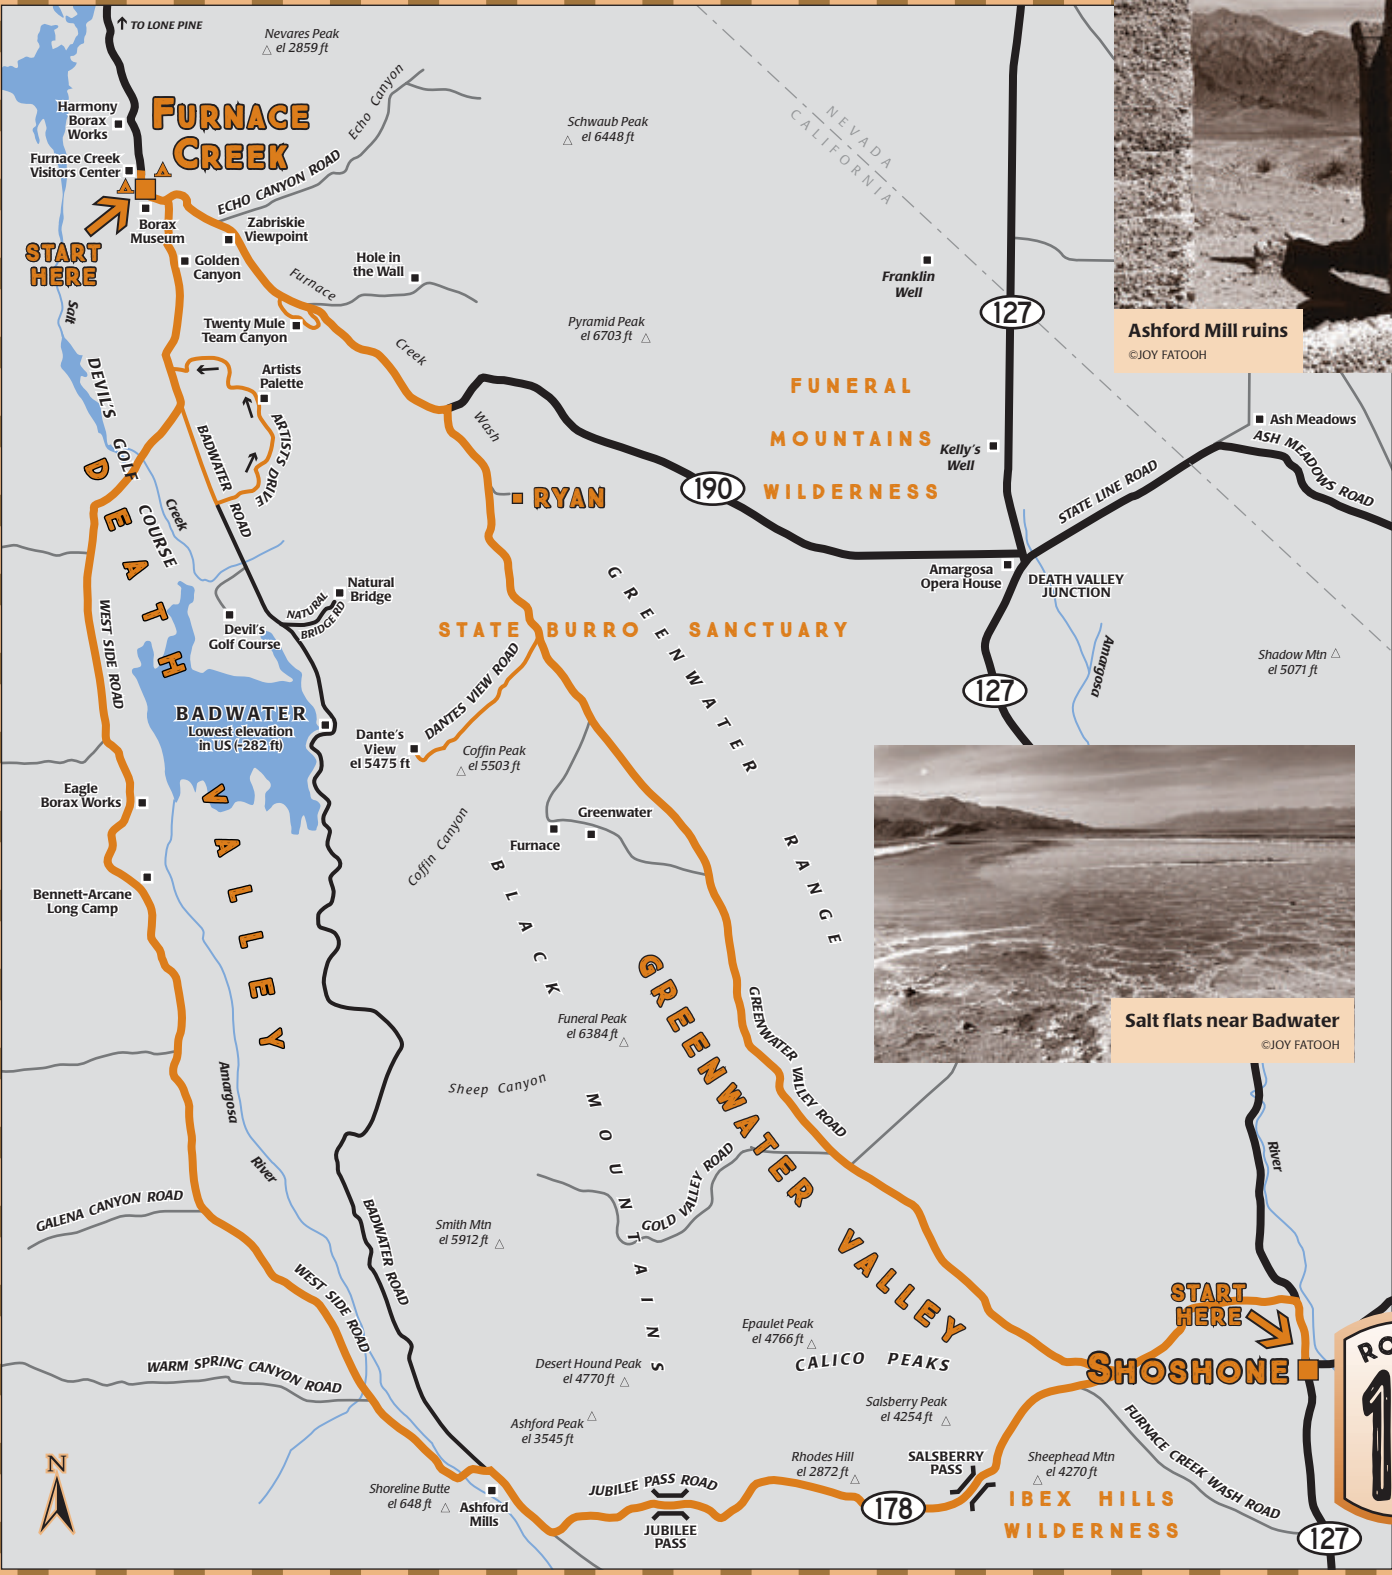 TO LONE PINE
Nevares Peak
el 2859 ft
Harmony
Borax
Works
FURNACE
CREEK
Echo Canyon
Schwaub Peak
el 6448 ft
NEVADA
CALIFORNIA
Furnace Creek
Visitors Center
ECHO CANYON ROAD
START
HERE
Borax
Museum
Zabriskie
Viewpoint
Golden
Canyon
Hole in
the Wall
Franklin
Well
127
Ashford Mill ruins
©JOY FATOOH
Salt
Furnace
Twenty Mule
Team Canyon
Pyramid Peak
el 6703 ft
Creek
DEVIL'S
GOLF
COURSE
Artists
Palette
FUNERAL
MOUNTAINS
WILDERNESS
Wash
Kelly's
Well
Ash Meadows
ASH MEADOWS ROAD
STATE LINE ROAD
BADWATER
ROAD
ARTISTS DRIVE
190
RYAN
Creek
DEATH
VALLEY
Amargosa
Opera House
DEATH VALLEY
JUNCTION
Natural
Bridge
NATURAL
BRIDGE RD
WEST SIDE ROAD
Devil's
Golf Course
STATE BURRO SANCTUARY
GREENWATER
RANGE
Amargosa
Shadow Mtn
el 5071 ft
127
BADWATER
Lowest elevation
in US (-282 ft)
DANTES VIEW ROAD
Dante's
View
el 5475 ft
Coffin Peak
el 5503 ft
Eagle
Borax Works
Greenwater
Furnace
Coffin Canyon
BLACK
MOUNTAINS
Bennett-Arcane
Long Camp
GREENWATER
VALLEY
GREENWATER VALLEY ROAD
Salt flats near Badwater
©JOY FATOOH
Funeral Peak
el 6384 ft
Sheep Canyon
Amargosa
River
River
GALENA CANYON ROAD
GOLD VALLEY ROAD
BADWATER ROAD
Smith Mtn
el 5912 ft
WEST SIDE ROAD
START
HERE
Epaulet Peak
el 4766 ft
CALICO PEAKS
SHOSHONE
RO
1
WARM SPRING CANYON ROAD
Desert Hound Peak
el 4770 ft
Salsberry Peak
el 4254 ft
Ashford Peak
el 3545 ft
FURNACE CREEK WASH ROAD
N
Rhodes Hill
el 2872 ft
SALSBERRY
PASS
Sheephead Mtn
el 4270 ft
Shoreline Butte
el 648 ft
Ashford
Mills
JUBILEE PASS ROAD
JUBILEE
PASS
178
IBEX HILLS
WILDERNESS
127